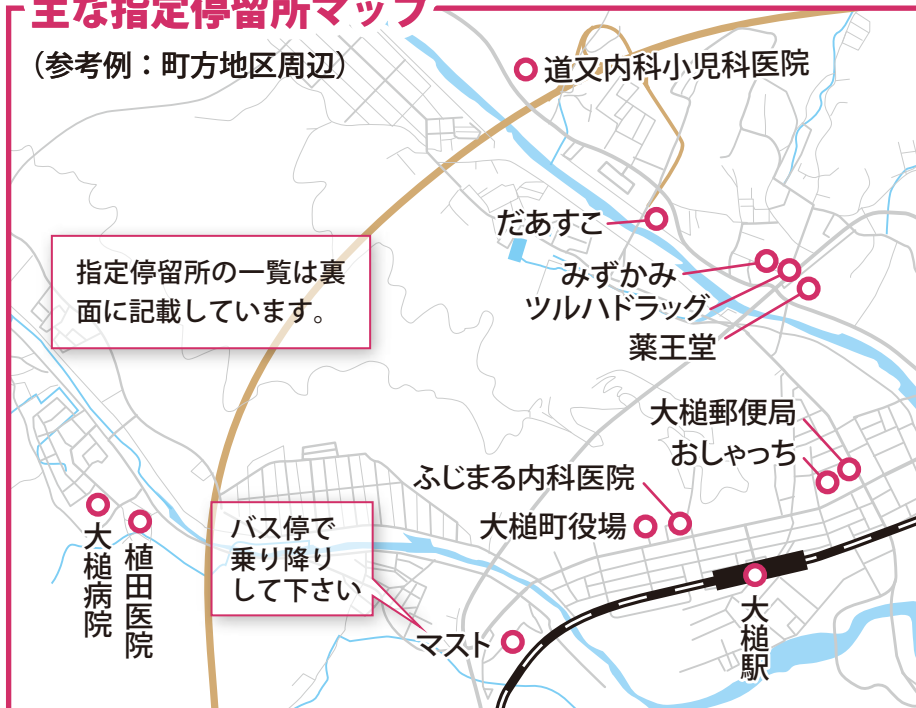 主な指定停留所マップ
（参考例：町方地区周辺）
道又内科小児科医院
だあすこ
みずかみ
ツルハドラッグ
薬王堂
指定停留所の一覧は裏
面に記載しています。
大槌郵便局
おしゃっち
ふじまる内科医院
大槌町役場
バス停で
乗り降り
して下さい
大槌病院
植田医院
マスト
大槌駅